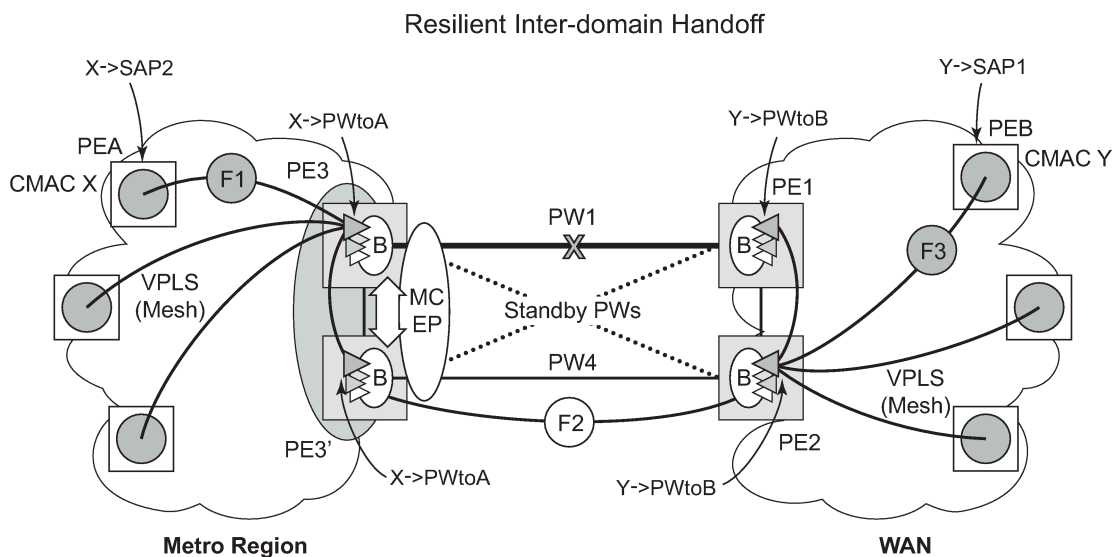 Resilient Inter-domain Handoff
X->SAP2
Y->SAP1
X->PWtoA
Y->PWtoB
PEA
PEB
CMAC X
F1
PE3
PE1
CMAC Y
PW1
X
B
B
F3
VPLS
(Mesh)
MC
EP
Standby PWs
PW4
B
B
VPLS
(Mesh)
F2
PE3’
PE2
X->PWtoA
Y->PWtoB
Metro Region
WAN